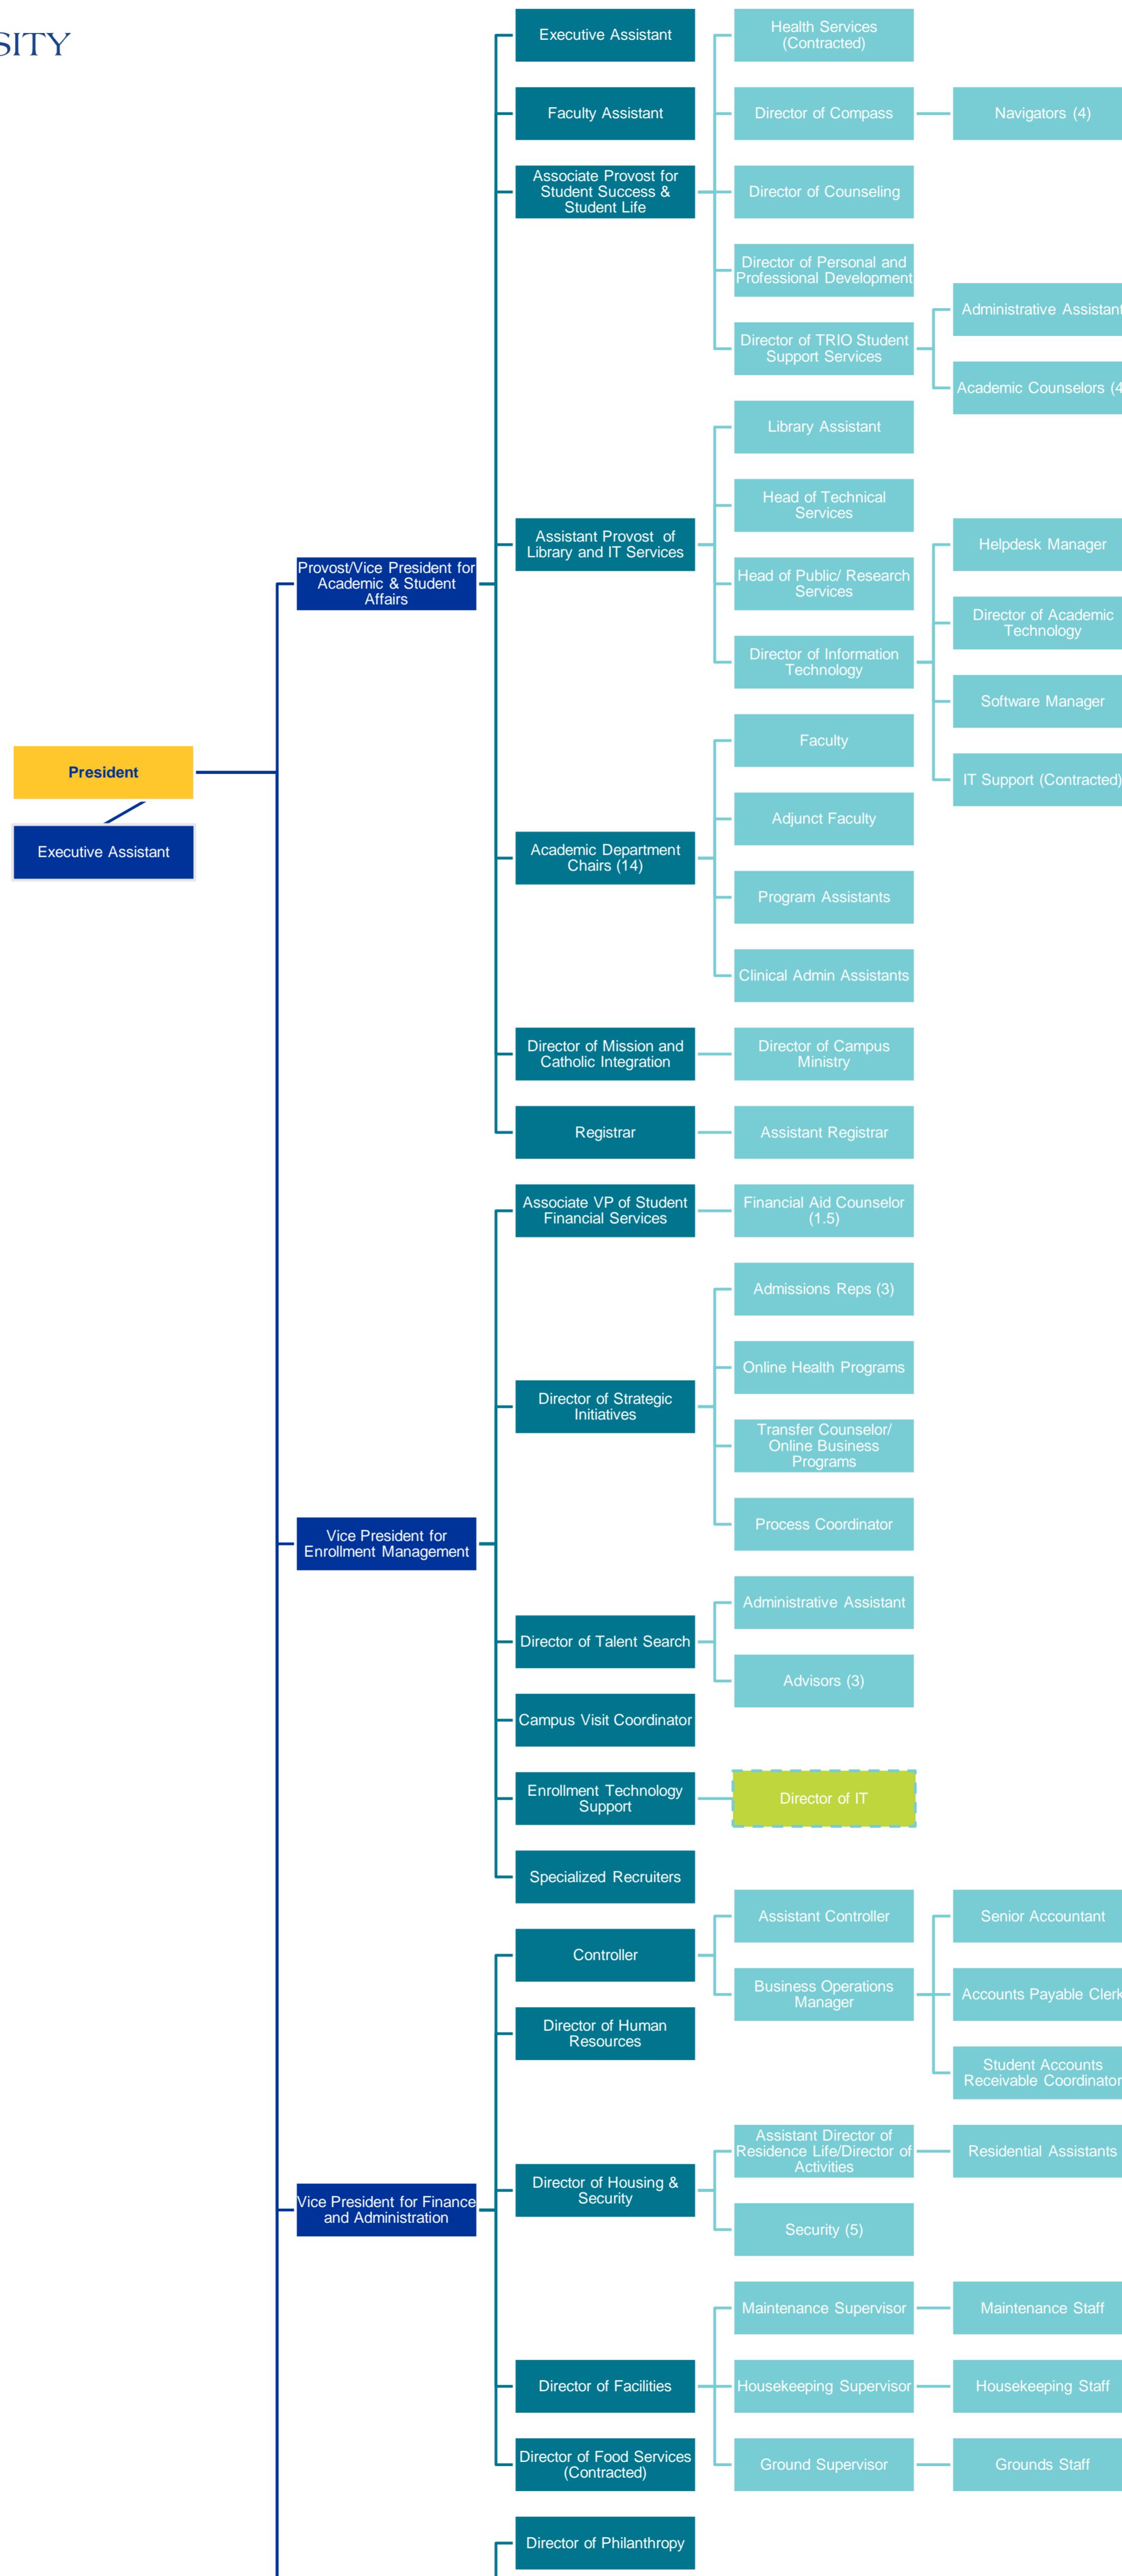 SITY
Executive Assistant
Health Services
(Contracted)
Faculty Assistant
Director of Compass
Navigators (4)
Associate Provost for
Student Success &
Student Life
Director of Counseling
Director of Personal and
Professional Development
Director of TRIO Student
Support Services
Administrative Assistant
Academic Counselors (4
Library Assistant
Head of Technical
Services
Assistant Provost of
Library and IT Services
Head of Public/ Research
Services
Director of Information
Technology
Helpdesk Manager
Director of Academic
Technology
Software Manager
IT Support (Contracted)
Provost/Vice President for
Academic & Student
Affairs
President
Executive Assistant
Faculty
Adjunct Faculty
Academic Department
Chairs (14)
Program Assistants
Clinical Admin Assistants
Director of Mission and
Catholic Integration
Director of Campus
Ministry
Registrar
Assistant Registrar
Associate VP of Student
Financial Services
Financial Aid Counselor
(1.5)
Admissions Reps (3)
Online Health Programs
Director of Strategic
Initiatives
Transfer Counselor/
Online Business
Programs
Process Coordinator
Vice President for
Enrollment Management
Administrative Assistant
Director of Talent Search
Advisors (3)
Campus Visit Coordinator
Enrollment Technology
Support
Director of IT
Specialized Recruiters
Controller
Assistant Controller
Business Operations
Manager
Senior Accountant
Accounts Payable Clerk
Student Accounts
Receivable Coordinator
Director of Human
Resources
Vice President for Finance
and Administration
Director of Housing &
Security
Assistant Director of
Residence Life/Director of
Activities
Residential Assistants
Security (5)
Maintenance Supervisor
Maintenance Staff
Director of Facilities
Housekeeping Supervisor
Housekeeping Staff
Director of Food Services
(Contracted)
Ground Supervisor
Grounds Staff
Director of Philanthropy